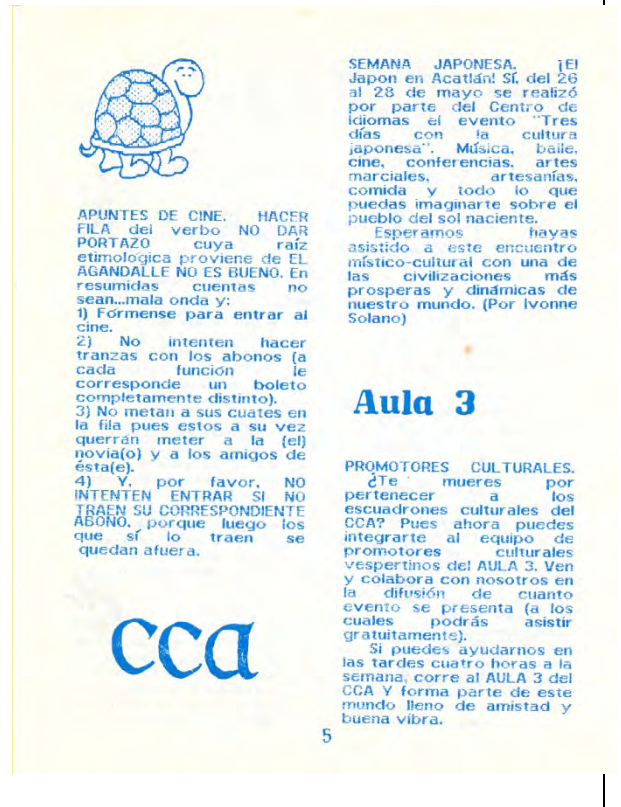 APUNTES DE CINE. HACER
FILA del verbo NO DAR
PORTAZO cuya raíz
etimologica proviene de EL
AGANDALLE NO ES BUENO. En
resumidas cuentas no
sean...mala onda y:
1) Fórmense para entrar al
cine.
2) No intenten hacer
tranzas con los abonos (a
cada función le
corresponde un boleto
completamente distinto).
3) No metan a sus cuates en
la fila pues estos a su vez
querrán meter a la (el)
novia(o) y a los amigos de
ésta(e).
4) Y, por favor, NO
INTENTEN ENTRAR SI NO
TRAEN SU CORRESPONDIENTE
ABONO, porque luego los
que sí lo traen se
quedan afuera.
cca
SEMANA JAPONESA. ¡El
Japon en Acatlán! Sí, del 26
al 28 de mayo se realizó
por parte del Centro de
idiomas el evento "Tres
días con la cultura
japonesa". Música, baile,
cine, conferencias, artes
marciales, artesanías,
comida y todo lo que
puedas imaginarte sobre el
pueblo del sol naciente.
Esperamos hayas
asistido a este encuentro
místico-cultural con una de
las civilizaciones más
prosperas y dinámicas de
nuestro mundo. (Por Ivonne
Solano)
Aula 3
PROMOTORES CULTURALES.
¿Te mueres por
pertenecer a los
escuadrones culturales del
CCA? Pues ahora puedes
integrarte al equipo de
promotores culturales
vespertinos del AULA 3. Ven
y colabora con nosotros en
la difusión de cuanto
evento se presenta (a los
cuales podrás asistir
gratuitamente).
Si puedes ayudarnos en
las tardes cuatro horas a la
semana, corre al AULA 3 del
CCA Y forma parte de este
mundo lleno de amistad y
buena vibra.
5